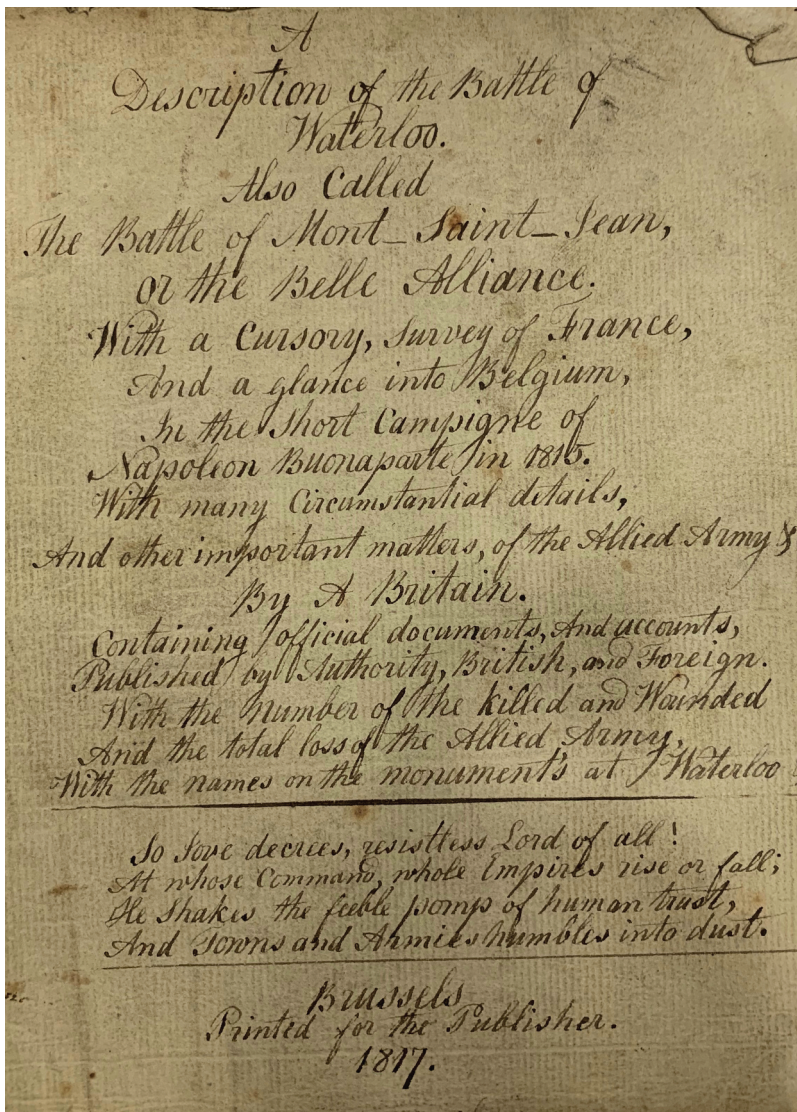 A
Description of the Battle of
Waterloo.
Also Called
The Battle of Mont_Saint_Jean,
or the Belle Alliance.
With a Cursory, Survey of France,
And a glance into Belgium,
In the Short Campigne of
Napoleon Buonaparte in 1815.
With many Circumstantial details,
And other important matters, of the Allied Army &
By A Britain.
Containing official documents, And accounts,
Published by Authority, British, and Foreign.
With the Number of the killed and Wounded
And the total loss of the Allied Army,
With the names on the monument's at Waterloo
So Jove decrees, resistless Lord of all!
At whose Command, whole Empires rise or fall;
He Shakes the feeble pomp of human trust,
And Towns and Armies humbles into dust.
Brussels
Printed for the Publisher.
1817.